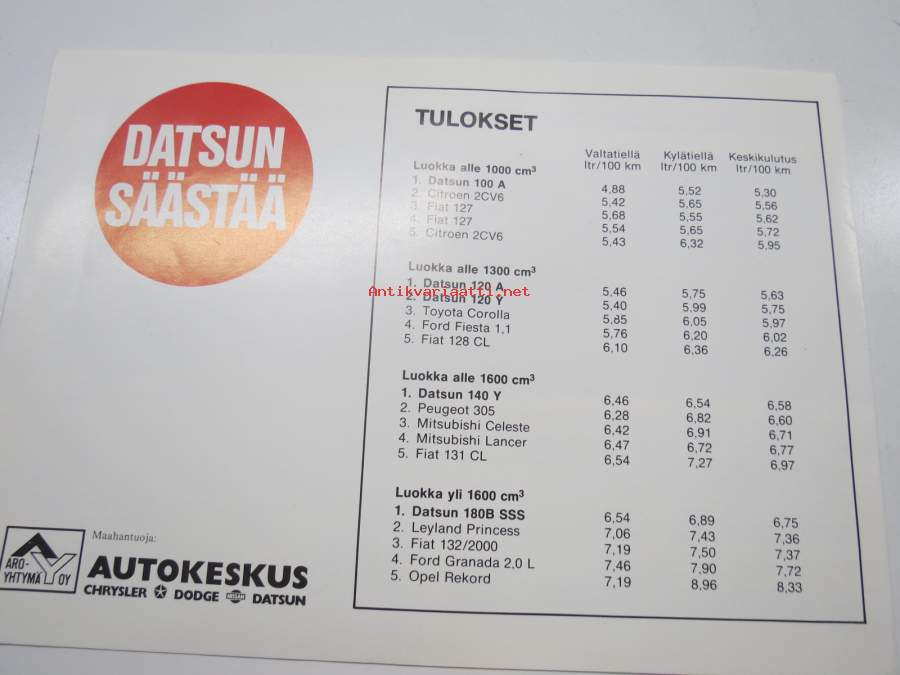 DATSUN
SÄÄSTÄÄ
TULOKSET
Valtatiellä Kylätiellä Keskikulutus
ltr/100 km ltr/100 km ltr/100 km
Luokka alle 1000 cm³
1. Datsun 100 A 4,88 5,52 5,30
2. Citroen 2CV6 5,42 5,65 5,56
3. Fiat 127 5,68 5,55 5,62
4. Fiat 127 5,54 5,65 5,72
5. Citroen 2CV6 5,43 6,32 5,95
Luokka alle 1300 cm³
1. Datsun 120 A 5,46 5,75 5,63
Antikvariaatti.net
2. Datsun 120 Y 5,40 5,99 5,75
3. Toyota Corolla 5,85 6,05 5,97
4. Ford Fiesta 1,1 5,76 6,20 6,02
5. Fiat 128 CL 6,10 6,36 6,26
Luokka alle 1600 cm³
1. Datsun 140 Y 6,46 6,54 6,58
2. Peugeot 305 6,28 6,82 6,60
3. Mitsubishi Celeste 6,42 6,91 6,71
4. Mitsubishi Lancer 6,47 6,72 6,77
5. Fiat 131 CL 6,54 7,27 6,97
Luokka yli 1600 cm³
1. Datsun 180B SSS 6,54 6,89 6,75
2. Leyland Princess 7,06 7,43 7,36
3. Fiat 132/2000 7,19 7,50 7,37
4. Ford Granada 2,0 L 7,46 7,90 7,72
5. Opel Rekord 7,19 8,96 8,33
ARO-
YHTYMÄ OY
Maahantuoja:
AUTOKESKUS
CHRYSLER DODGE DATSUN